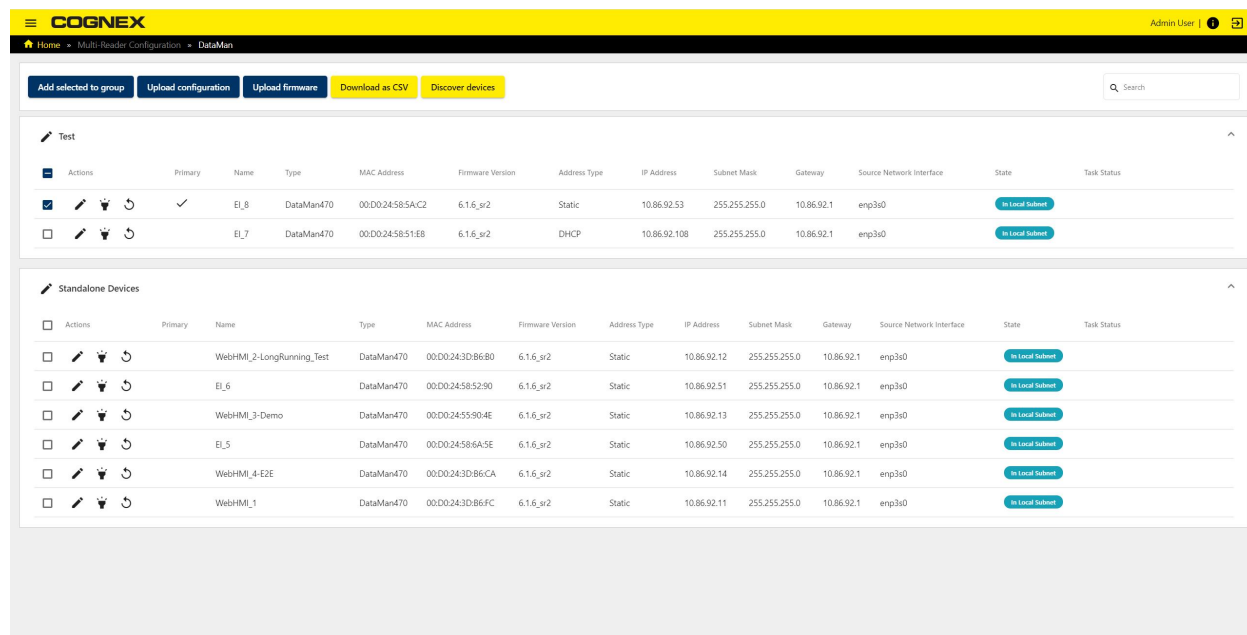 COGNEX Admin User |
Home » Multi-Reader Configuration » DataMan
Add selected to group Upload configuration Upload firmware Download as CSV Discover devices Search
Test
Actions Primary Name Type MAC Address Firmware Version Address Type IP Address Subnet Mask Gateway Source Network Interface State Task Status
EI_8 DataMan470 00:D0:24:58:5A:C2 6.1.6_sr2 Static 10.86.92.53 255.255.255.0 10.86.92.1 enp3s0 In Local Subnet
EI_7 DataMan470 00:D0:24:58:51:E8 6.1.6_sr2 DHCP 10.86.92.108 255.255.255.0 10.86.92.1 enp3s0 In Local Subnet
Standalone Devices
Actions Primary Name Type MAC Address Firmware Version Address Type IP Address Subnet Mask Gateway Source Network Interface State Task Status
WebHMI_2-LongRunning_Test DataMan470 00:D0:24:3D:B6:B0 6.1.6_sr2 Static 10.86.92.12 255.255.255.0 10.86.92.1 enp3s0 In Local Subnet
EI_6 DataMan470 00:D0:24:58:52:90 6.1.6_sr2 Static 10.86.92.51 255.255.255.0 10.86.92.1 enp3s0 In Local Subnet
WebHMI_3-Demo DataMan470 00:D0:24:55:90:4E 6.1.6_sr2 Static 10.86.92.13 255.255.255.0 10.86.92.1 enp3s0 In Local Subnet
EI_5 DataMan470 00:D0:24:58:6A:5E 6.1.6_sr2 Static 10.86.92.50 255.255.255.0 10.86.92.1 enp3s0 In Local Subnet
WebHMI_4-E2E DataMan470 00:D0:24:3D:B6:CA 6.1.6_sr2 Static 10.86.92.14 255.255.255.0 10.86.92.1 enp3s0 In Local Subnet
WebHMI_1 DataMan470 00:D0:24:3D:B6:FC 6.1.6_sr2 Static 10.86.92.11 255.255.255.0 10.86.92.1 enp3s0 In Local Subnet